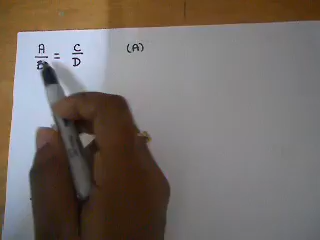 A/B = C/D (A)